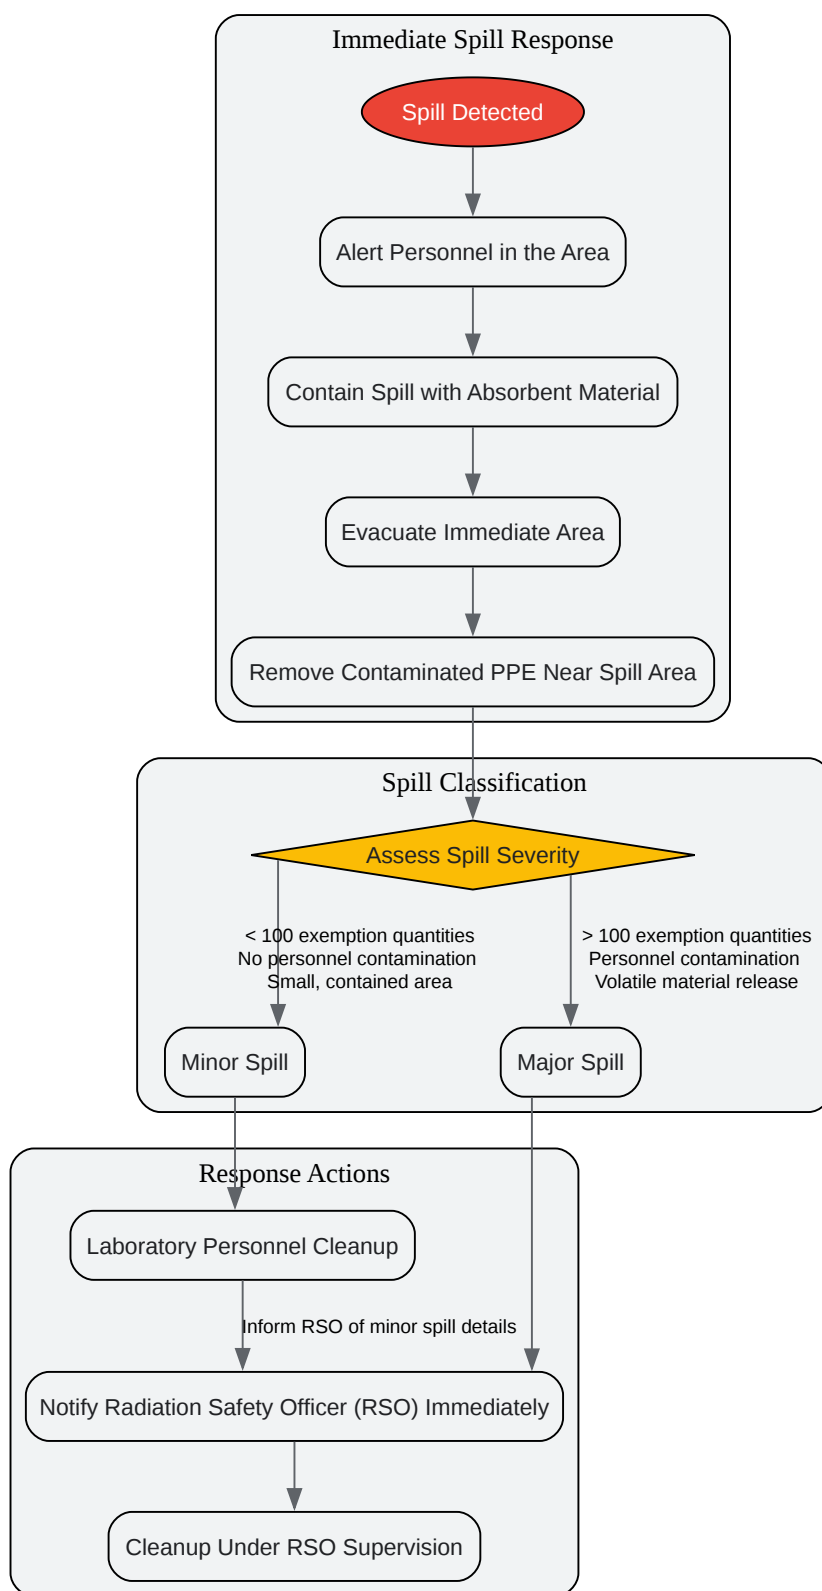 Immediate Spill Response
Spill Detected
Alert Personnel in the Area
Contain Spill with Absorbent Material
Evacuate Immediate Area
Remove Contaminated PPE Near Spill Area
Spill Classification
Assess Spill Severity
< 100 exemption quantities
No personnel contamination
Small, contained area
> 100 exemption quantities
Personnel contamination
Volatile material release
Minor Spill
Major Spill
Response Actions
Laboratory Personnel Cleanup
Inform RSO of minor spill details
Notify Radiation Safety Officer (RSO) Immediately
Cleanup Under RSO Supervision